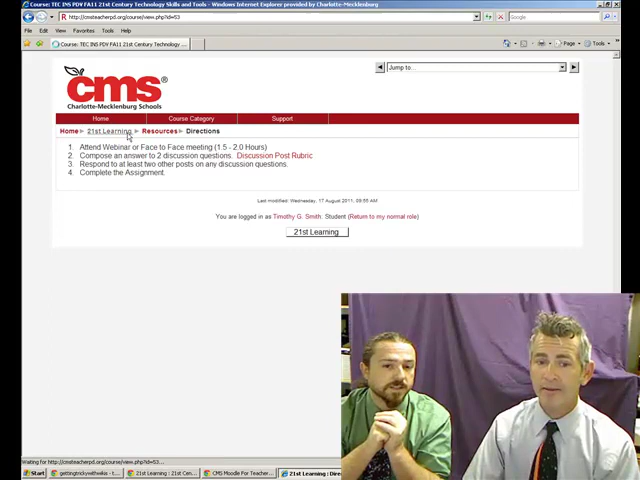 Course: TEC INS PDV FA11 21st Century Technology Skills and Tools - Windows Internet Explorer provided by Charlotte-Mecklenburg
http://cmsteacherpd.org/course/view.php?id=53
Google
File Edit View Favorites Tools Help
Course: TEC INS PDV FA11 21st Century Technology ...
Page Tools
cms
Charlotte-Mecklenburg Schools
Jump to...
Home Course Category Support
Home 21st Learning Resources Directions
1. Attend Webinar or Face to Face meeting (1.5 - 2.0 Hours)
2. Compose an answer to 2 discussion questions. Discussion Post Rubric
3. Respond to at least two other posts on any discussion questions.
4. Complete the Assignment.
Last modified: Wednesday, 17 August 2011, 09:55 AM
You are logged in as Timothy G. Smith: Student (Return to my normal role)
21st Learning
Waiting for http://cmsteacherpd.org/course/view.php?id=53...
Start gettingtrickywithwikis - ... 21st Learning : 21st Cen... CMS Moodle For Teacher... 21st Learning : Dire